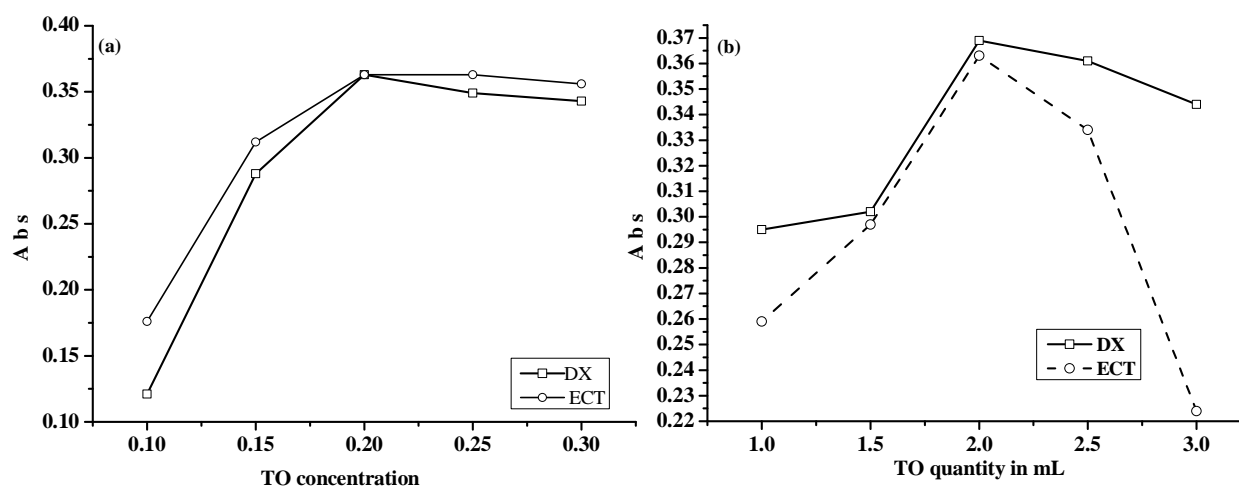 (a)
A b s
0.40
0.35
0.30
0.25
0.20
0.15
0.10
0.10 0.15 0.20 0.25 0.30
TO concentration
DX
ECT
(b)
A b s
0.37
0.36
0.35
0.34
0.33
0.32
0.31
0.30
0.29
0.28
0.27
0.26
0.25
0.24
0.23
0.22
1.0 1.5 2.0 2.5 3.0
TO quantity in mL
DX
ECT